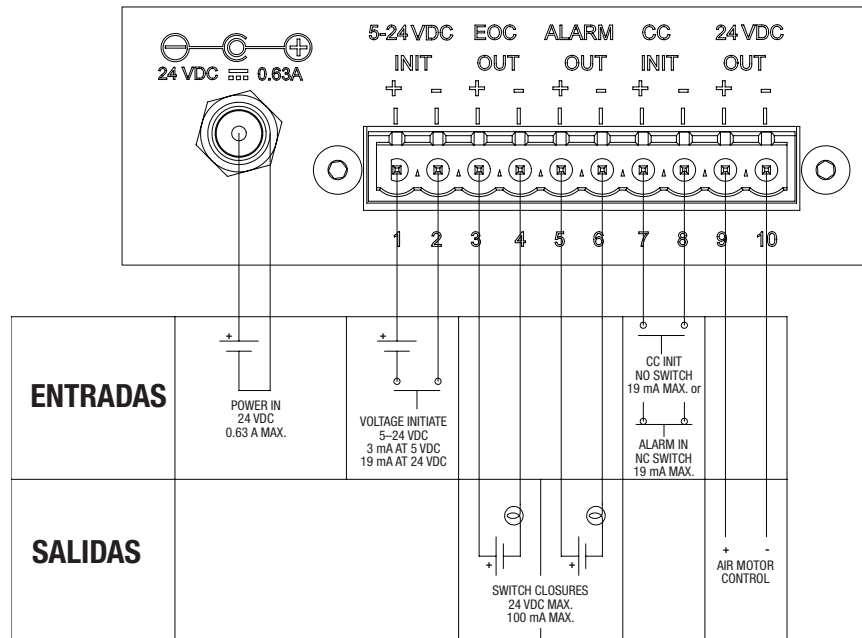 5-24 VDC EOC ALARM CC 24 VDC
INIT OUT OUT INIT OUT
24 VDC 0.63A
+ - + - + - + - + -
1 2 3 4 5 6 7 8 9 10
ENTRADAS
+
POWER IN
24 VDC
0.63 A MAX.
+
VOLTAGE INITIATE
5–24 VDC
3 mA AT 5 VDC
19 mA AT 24 VDC
CC INIT
NO SWITCH
19 mA MAX. or
ALARM IN
NC SWITCH
19 mA MAX.
SALIDAS
+ +
SWITCH CLOSURES
24 VDC MAX.
100 mA MAX.
+ -
AIR MOTOR
CONTROL